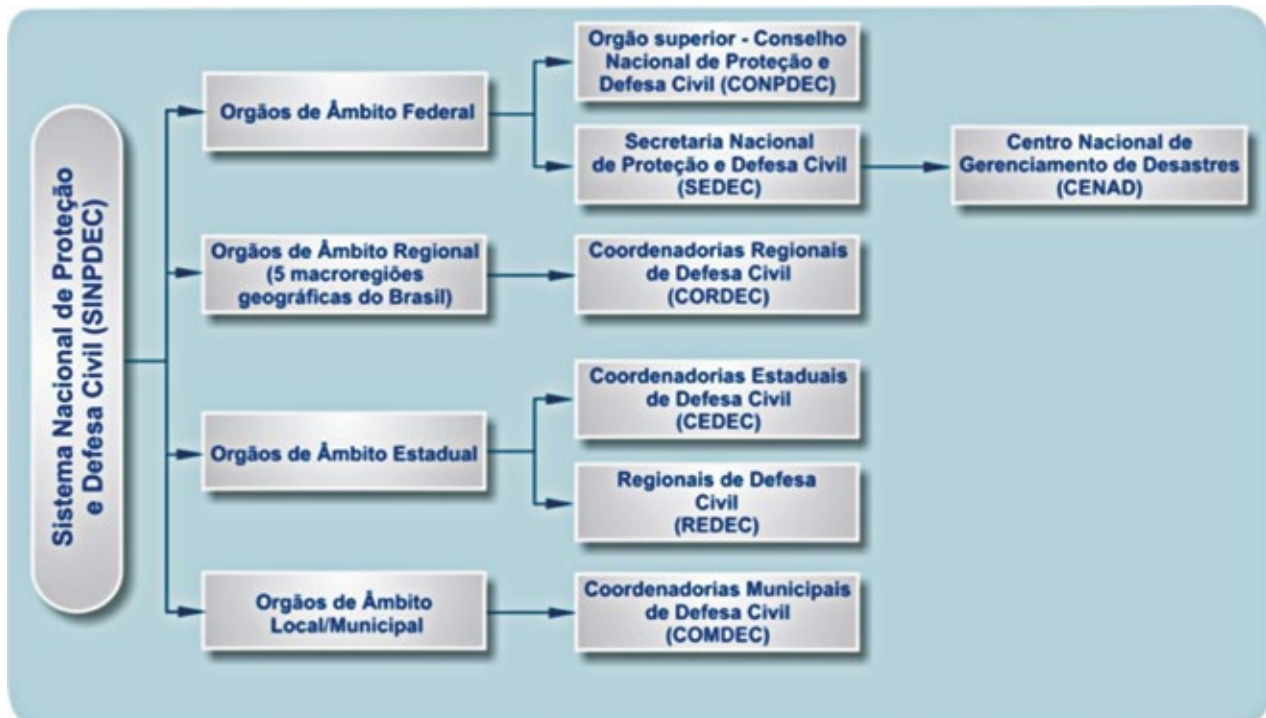 Sistema Nacional de Proteção
e Defesa Civil (SINPDEC)
Orgãos de Âmbito Federal
Orgão superior - Conselho
Nacional de Proteção e
Defesa Civil (CONPDEC)
Secretaria Nacional
de Proteção e Defesa Civil
(SEDEC)
Centro Nacional de
Gerenciamento de Desastres
(CENAD)
Orgãos de Âmbito Regional
(5 macroregiões
geográficas do Brasil)
Coordenadorias Regionais
de Defesa Civil
(CORDEC)
Orgãos de Âmbito Estadual
Coordenadorias Estaduais
de Defesa Civil
(CEDEC)
Regionais de Defesa
Civil
(REDEC)
Orgãos de Âmbito
Local/Municipal
Coordenadorias Municipais
de Defesa Civil
(COMDEC)